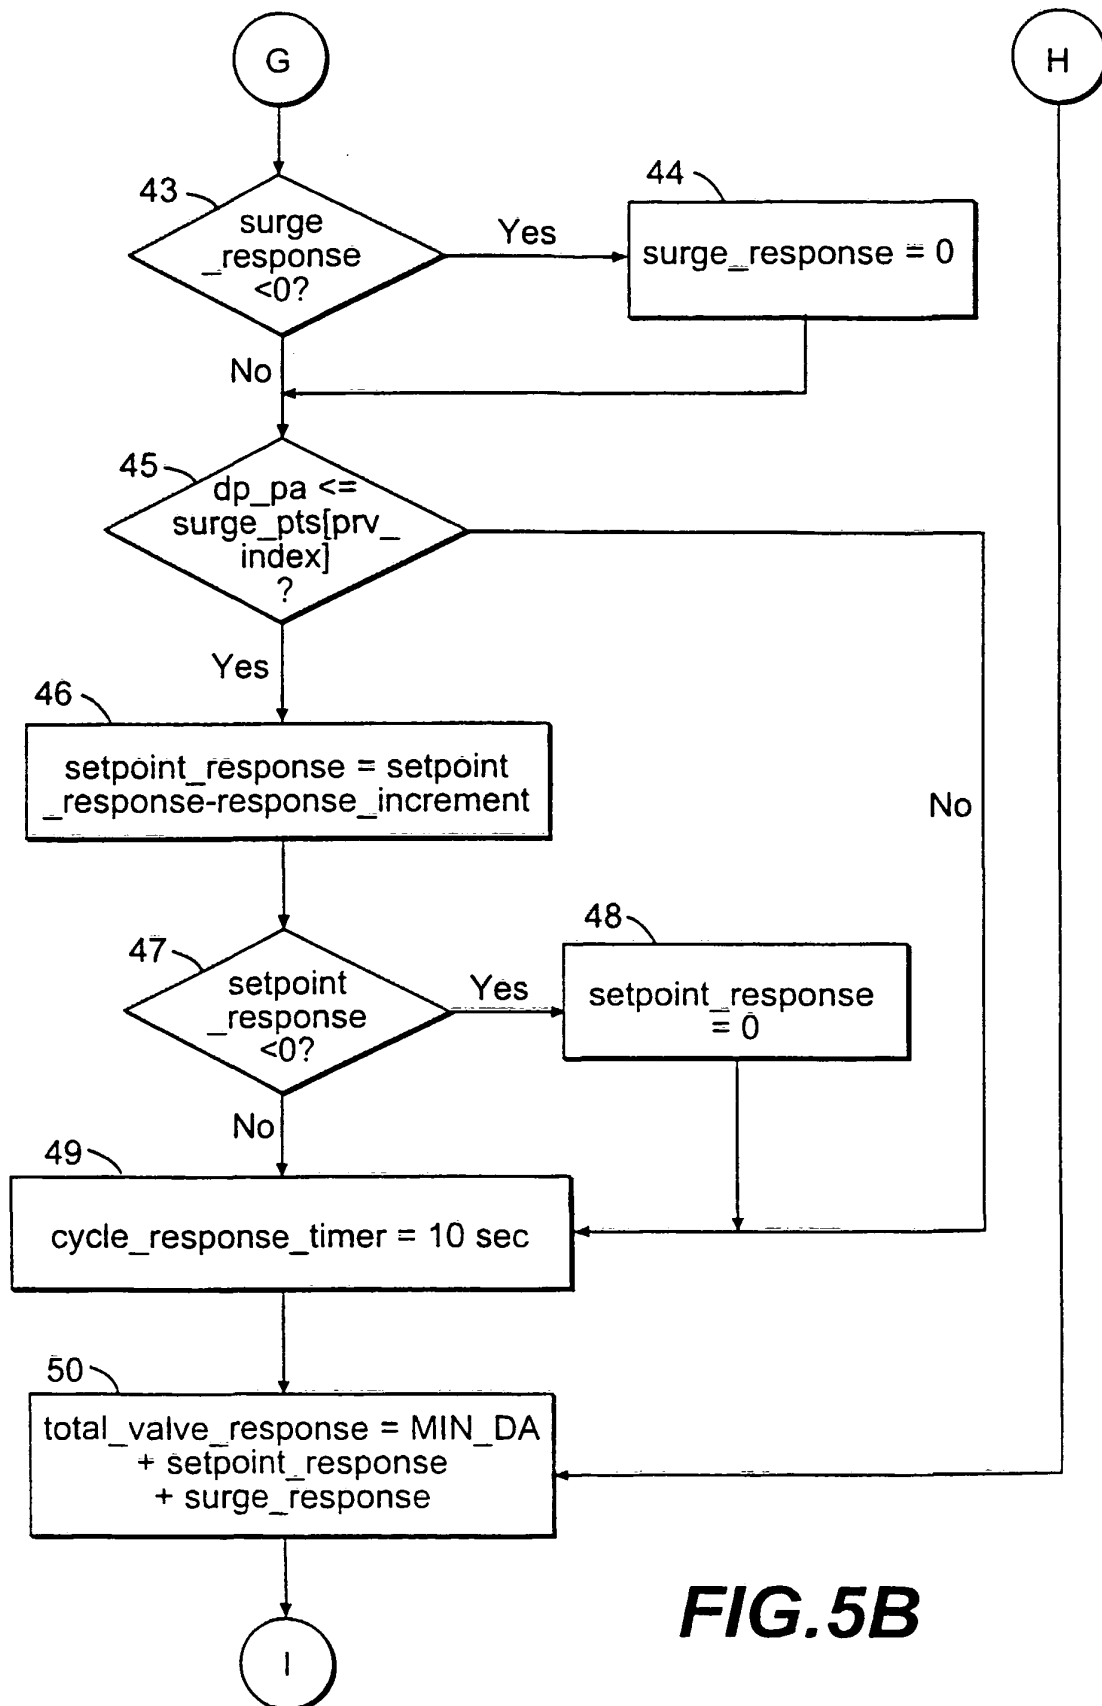 G
H
43
surge
_response
<0?
Yes
44
surge_response = 0
No
45
dp_pa <=
surge_pts[prv_
index]
?
Yes
No
46
setpoint_response = setpoint
_response-response_increment
47
setpoint
_response
<0?
Yes
48
setpoint_response
= 0
No
49
cycle_response_timer = 10 sec
50
total_valve_response = MIN_DA
+ setpoint_response
+ surge_response
I
FIG.5B